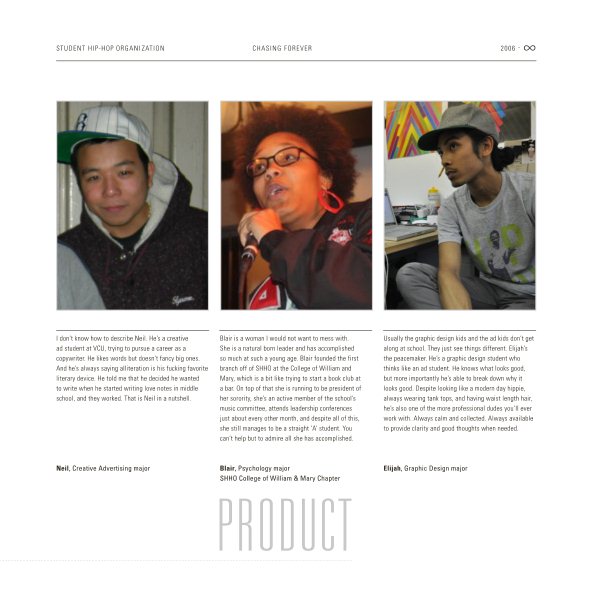 STUDENT HIP-HOP ORGANIZATION
CHASING FOREVER
2006 - ∞
B
Supreme
I don't know how to describe Neil. He's a creative
ad student at VCU, trying to pursue a career as a
copywriter. He likes words but doesn't fancy big ones.
And he's always saying alliteration is his fucking favorite
literary device. He told me that he decided he wanted
to write when he started writing love notes in middle
school, and they worked. That is Neil in a nutshell.
Neil, Creative Advertising major
Blair is a woman I would not want to mess with.
She is a natural born leader and has accomplished
so much at such a young age. Blair founded the first
branch off of SHHO at the College of William and
Mary, which is a bit like trying to start a book club at
a bar. On top of that she is running to be president of
her sorority, she's an active member of the school's
music committee, attends leadership conferences
just about every other month, and despite all of this,
she still manages to be a straight 'A' student. You
can't help but to admire all she has accomplished.
Blair, Psychology major
SHHO College of William & Mary Chapter
Usually the graphic design kids and the ad kids don't get
along at school. They just see things different. Elijah's
the peacemaker. He's a graphic design student who
thinks like an ad student. He knows what looks good,
but more importantly he's able to break down why it
looks good. Despite looking like a modern day hippie,
always wearing tank tops, and having waist length hair,
he's also one of the more professional dudes you'll ever
work with. Always calm and collected. Always available
to provide clarity and good thoughts when needed.
Elijah, Graphic Design major
PRODUCT